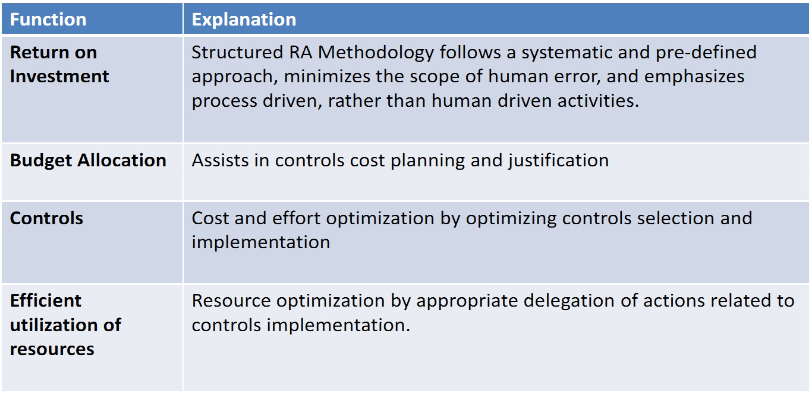 Function Explanation
Return on Structured RA Methodology follows a systematic and pre-defined
Investment approach, minimizes the scope of human error, and emphasizes
process driven, rather than human driven activities.
Budget Allocation Assists in controls cost planning and justification
Controls Cost and effort optimization by optimizing controls selection and
implementation
Efficient Resource optimization by appropriate delegation of actions related to
utilization of controls implementation.
resources